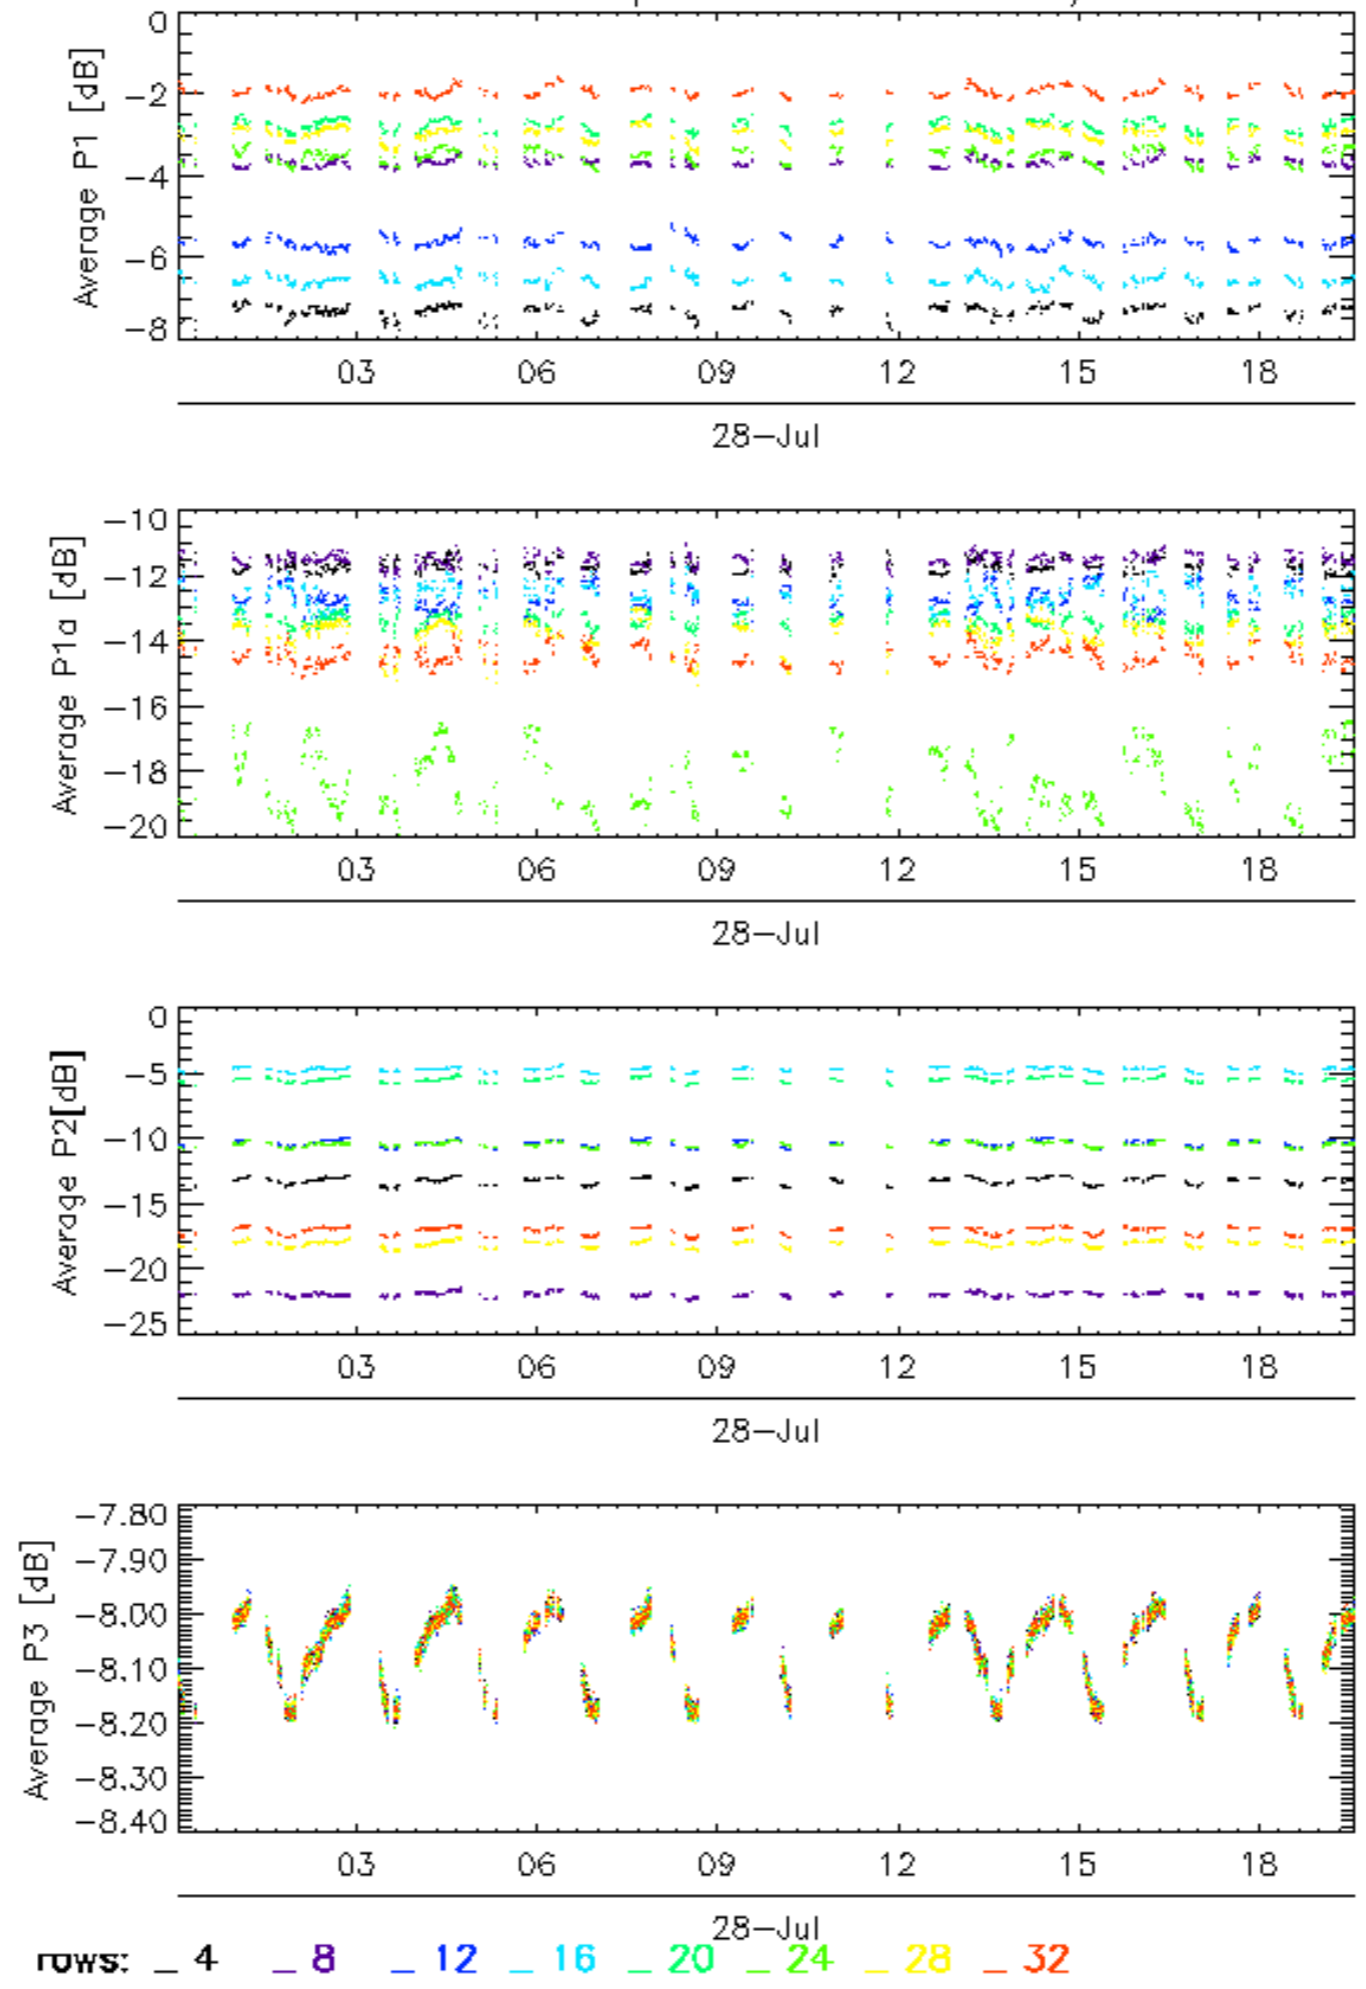 0
−2
−4
−6
−8
Average P1 [dB]
03 06 09 12 15 18
28−Jul
−10
−12
−14
−16
−18
−20
Average P1a [dB]
03 06 09 12 15 18
28−Jul
0
−5
−10
−15
−20
−25
Average P2[dB]
03 06 09 12 15 18
28−Jul
−7.80
−7.90
−8.00
−8.10
−8.20
−8.30
−8.40
Average P3 [dB]
03 06 09 12 15 18
28−Jul
rows: _ 4 _ 8 _ 12 _ 16 _ 20 _ 24 _ 28 _ 32